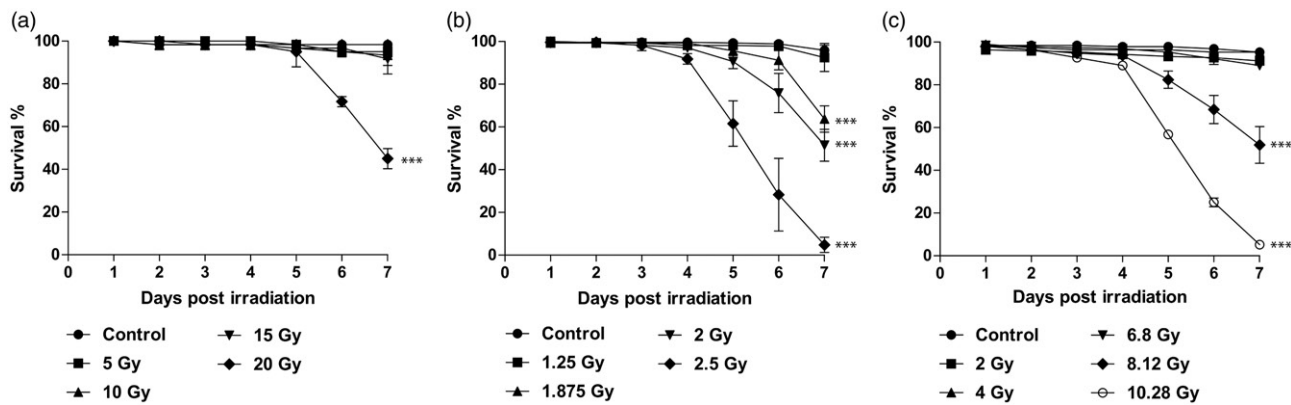 (a)
Survival %
100
80
60
40
20
0
0 1 2 3 4 5 6 7
Days post irradiation
***
Control
5 Gy
10 Gy
15 Gy
20 Gy
(b)
Survival %
100
80
60
40
20
0
0 1 2 3 4 5 6 7
Days post irradiation
***
***
***
Control
1.25 Gy
1.875 Gy
2 Gy
2.5 Gy
(c)
Survival %
100
80
60
40
20
0
0 1 2 3 4 5 6 7
Days post irradiation
***
***
Control
2 Gy
4 Gy
6.8 Gy
8.12 Gy
10.28 Gy